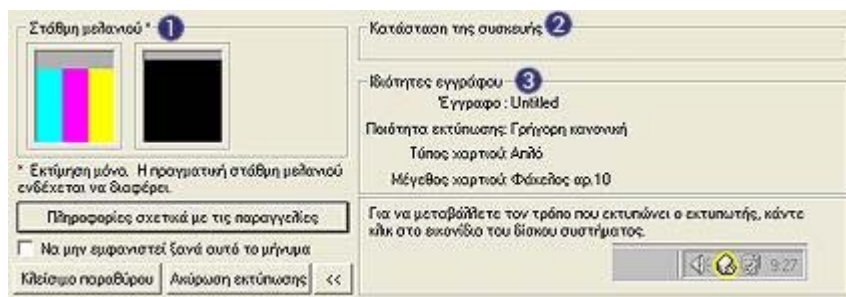 Στάθμη μελανιού * 1
* Εκτίμηση μόνο. Η πραγματική στάθμη μελανιού
ενδέχεται να διαφέρει.
Πληροφορίες σχετικά με τις παραγγελίες
Να μην εμφανιστεί ξανά αυτό το μήνυμα
Κλείσιμο παραθύρου Ακύρωση εκτύπωσης <<
Κατάσταση της συσκευής 2
Ιδιότητες εγγράφου 3
Έγγραφο : Untitled
Ποιότητα εκτύπωσης: Γρήγορη κανονική
Τύπος χαρτιού: Απλό
Μέγεθος χαρτιού: Φάκελος αρ.10
Για να μεταβάλλετε τον τρόπο που εκτυπώνει ο εκτυπωτής, κάντε
κλικ στο εικονίδιο του δίσκου συστήματος.
9:27